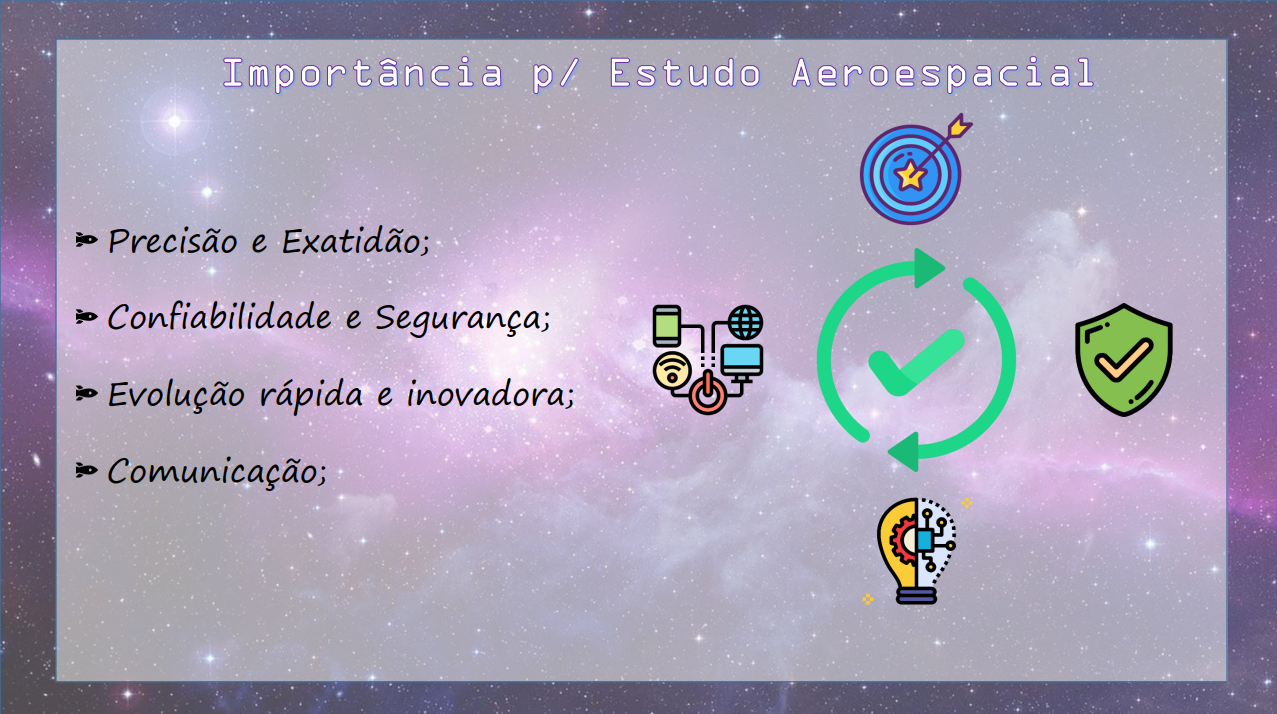 Importância p/ Estudo Aeroespacial
Precisão e Exatidão;
Confiabilidade e Segurança;
Evolução rápida e inovadora;
Comunicação;